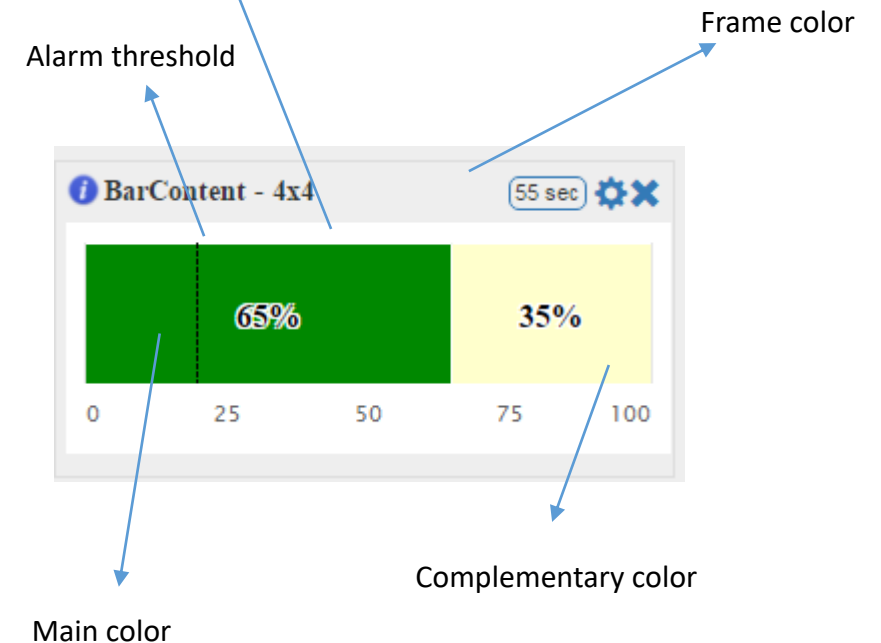 Frame color
Alarm threshold
BarContent - 4x4 55 sec
65% 35%
0 25 50 75 100
Complementary color
Main color